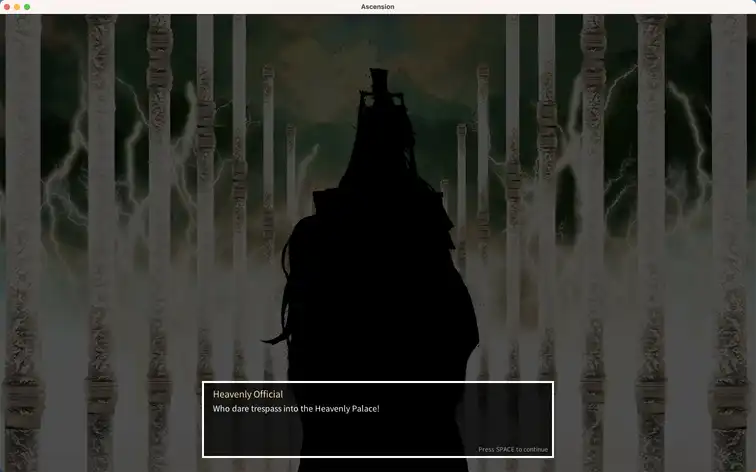 Ascension
Heavenly Official
Who dare trespass into the Heavenly Palace!
Press SPACE to continue